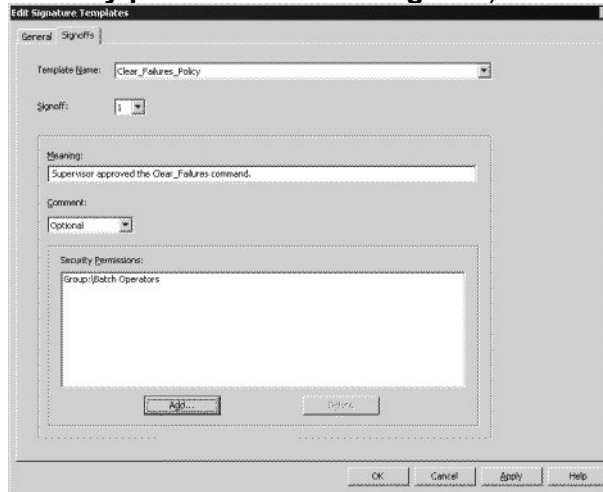 Edit Signature Templates
General Signoffs
Template Name: Clear_Failures_Policy
Signoff: 1
Meaning:
Supervisor approved the Clear_Failures command.
Comment:
Optional
Security Permissions:
Group:\Batch Operators
Add... Delete
OK Cancel Apply Help